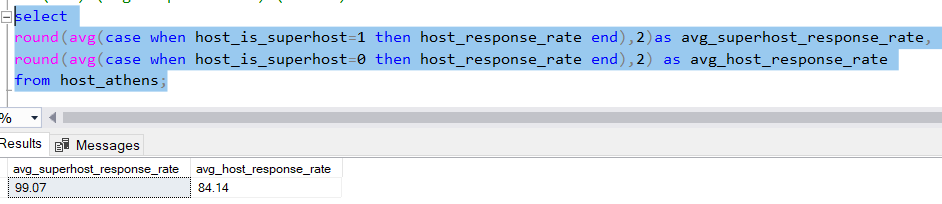 select
round(avg(case when host_is_superhost=1 then host_response_rate end),2)as avg_superhost_response_rate,
round(avg(case when host_is_superhost=0 then host_response_rate end),2) as avg_host_response_rate
from host_athens;
%
Results Messages
avg_superhost_response_rate avg_host_response_rate
99.07 84.14